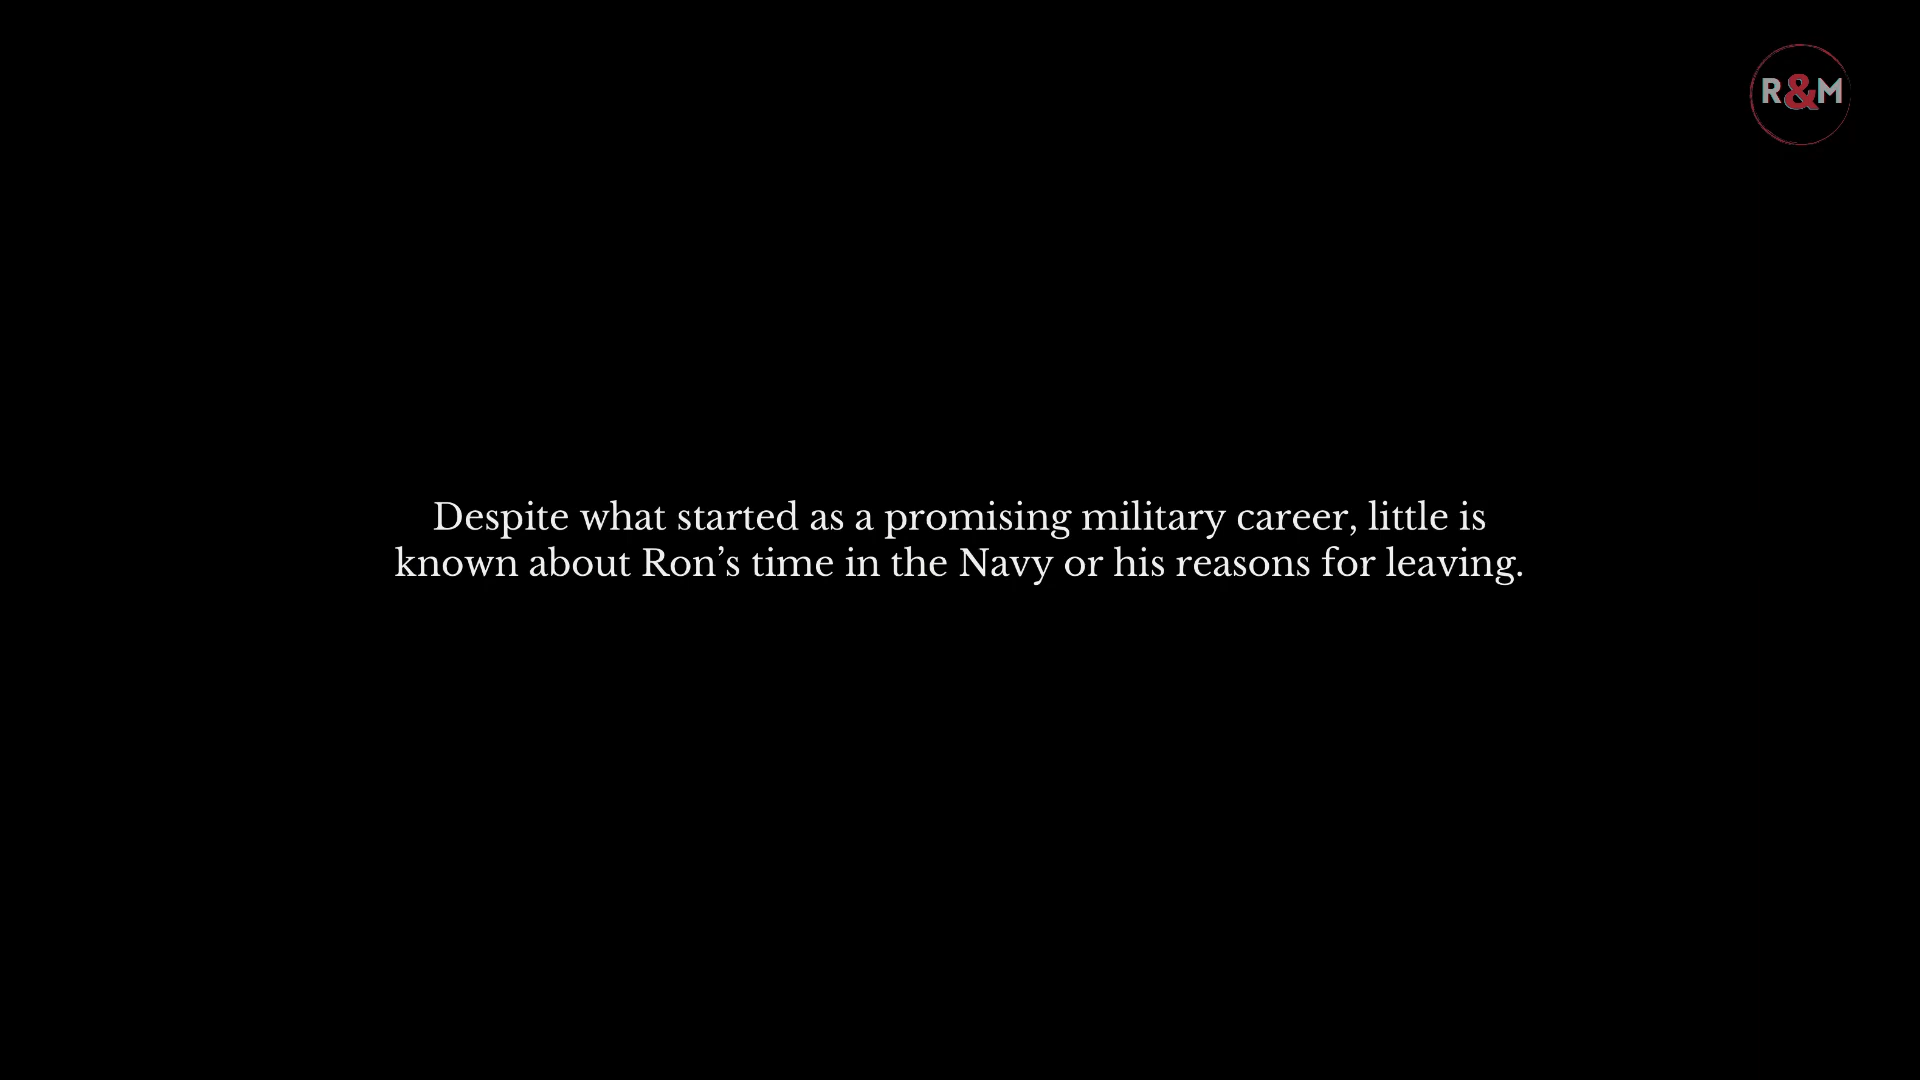 R&M
Despite what started as a promising military career, little is
known about Ron’s time in the Navy or his reasons for leaving.